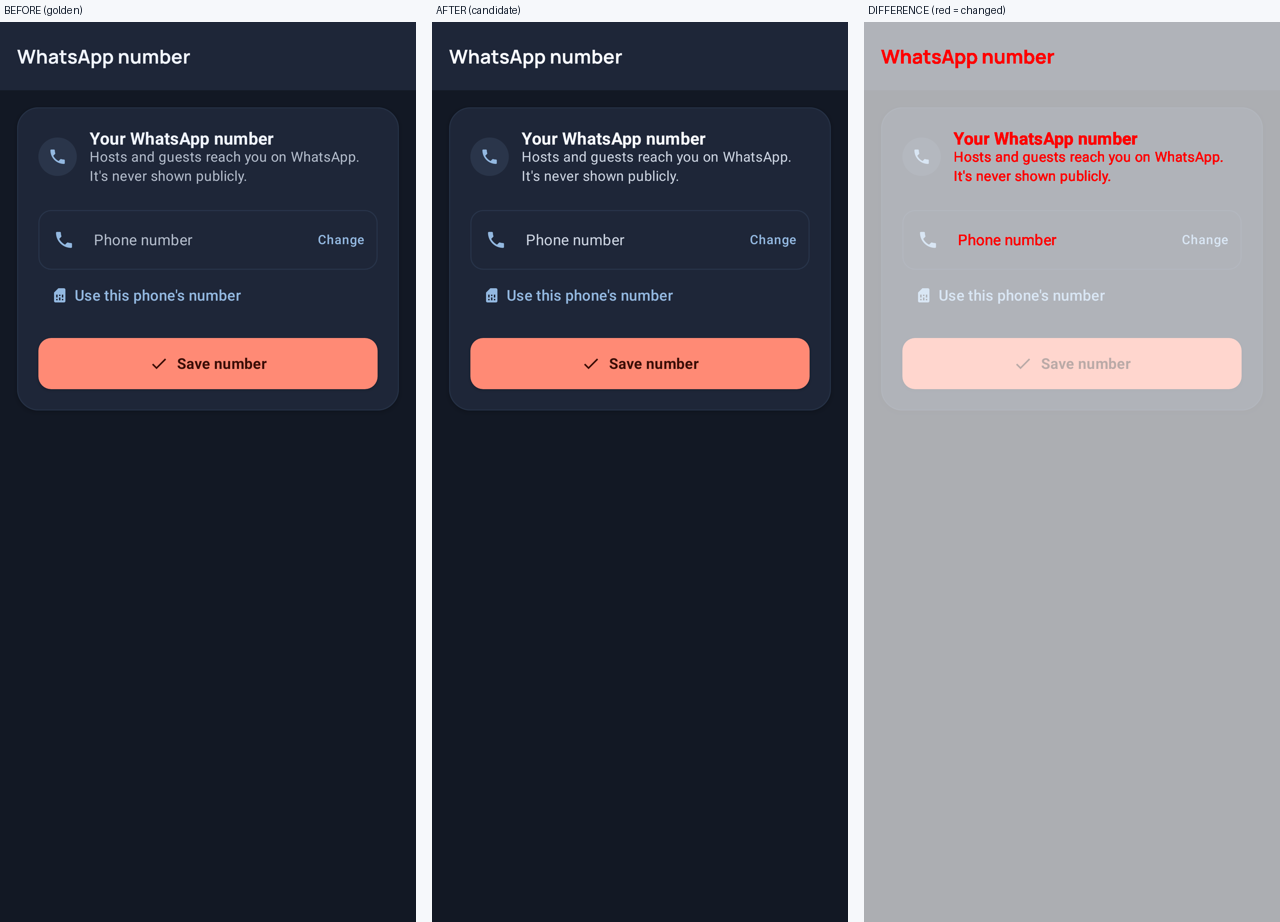 BEFORE (golden)
WhatsApp number
Your WhatsApp number
Hosts and guests reach you on WhatsApp.
It's never shown publicly.
Phone number
Change
Use this phone's number
Save number
AFTER (candidate)
WhatsApp number
Your WhatsApp number
Hosts and guests reach you on WhatsApp.
It's never shown publicly.
Phone number
Change
Use this phone's number
Save number
DIFFERENCE (red = changed)
WhatsApp number
Your WhatsApp number
Hosts and guests reach you on WhatsApp.
It's never shown publicly.
Phone number
Change
Use this phone's number
Save number